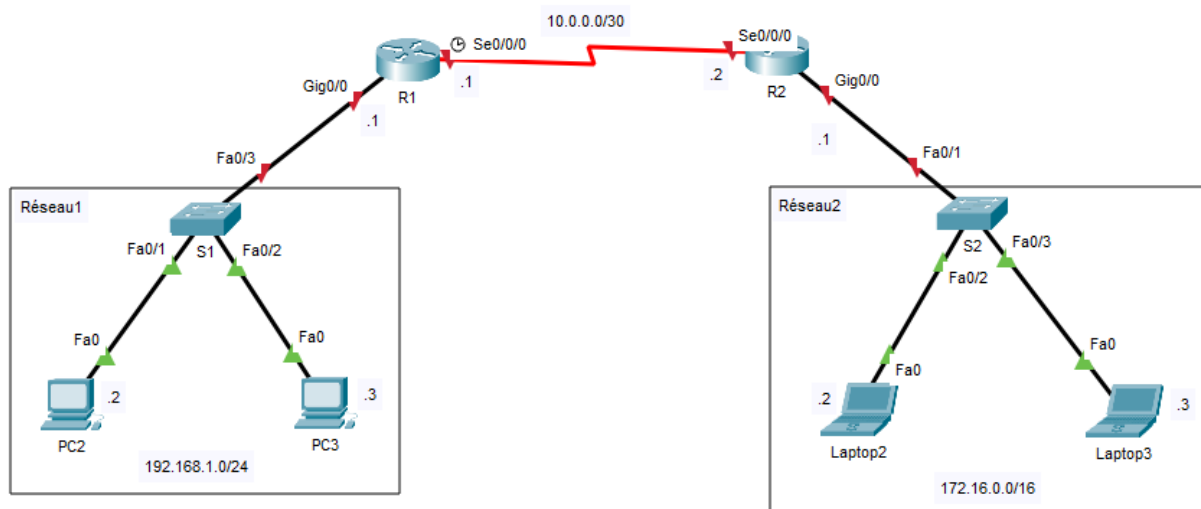 10.0.0.0/30
Se0/0/0
Se0/0/0
.1
.2
R1
R2
Gig0/0
Gig0/0
.1
.1
Fa0/3
Fa0/1
Réseau1
Réseau2
S1
S2
Fa0/1
Fa0/2
Fa0/2
Fa0/3
Fa0
Fa0
Fa0
Fa0
.2
.3
.2
.3
PC2
PC3
Laptop2
Laptop3
192.168.1.0/24
172.16.0.0/16